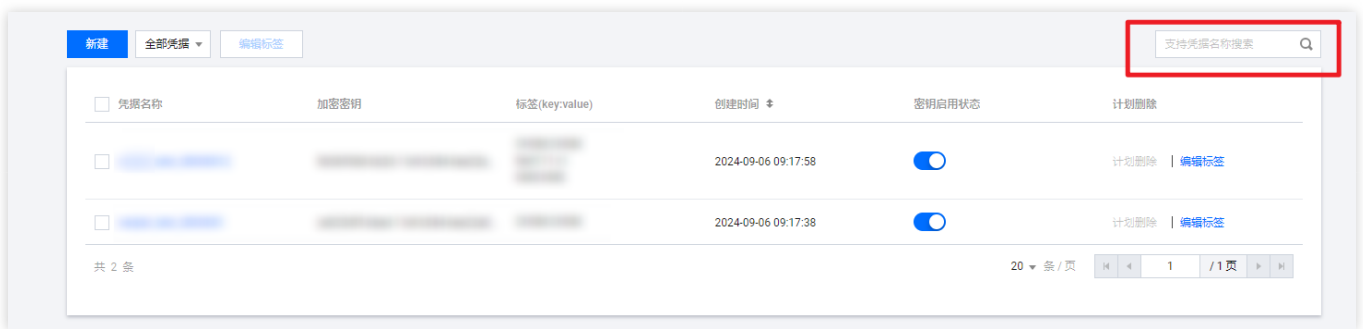 新建 全部凭据 编辑标签 支持凭据名称搜索
凭据名称 加密密钥 标签(key:value) 创建时间 密钥启用状态 计划删除
2024-09-06 09:17:58 计划删除 | 编辑标签
2024-09-06 09:17:38 计划删除 | 编辑标签
共 2 条 20 条 / 页 1 / 1 页